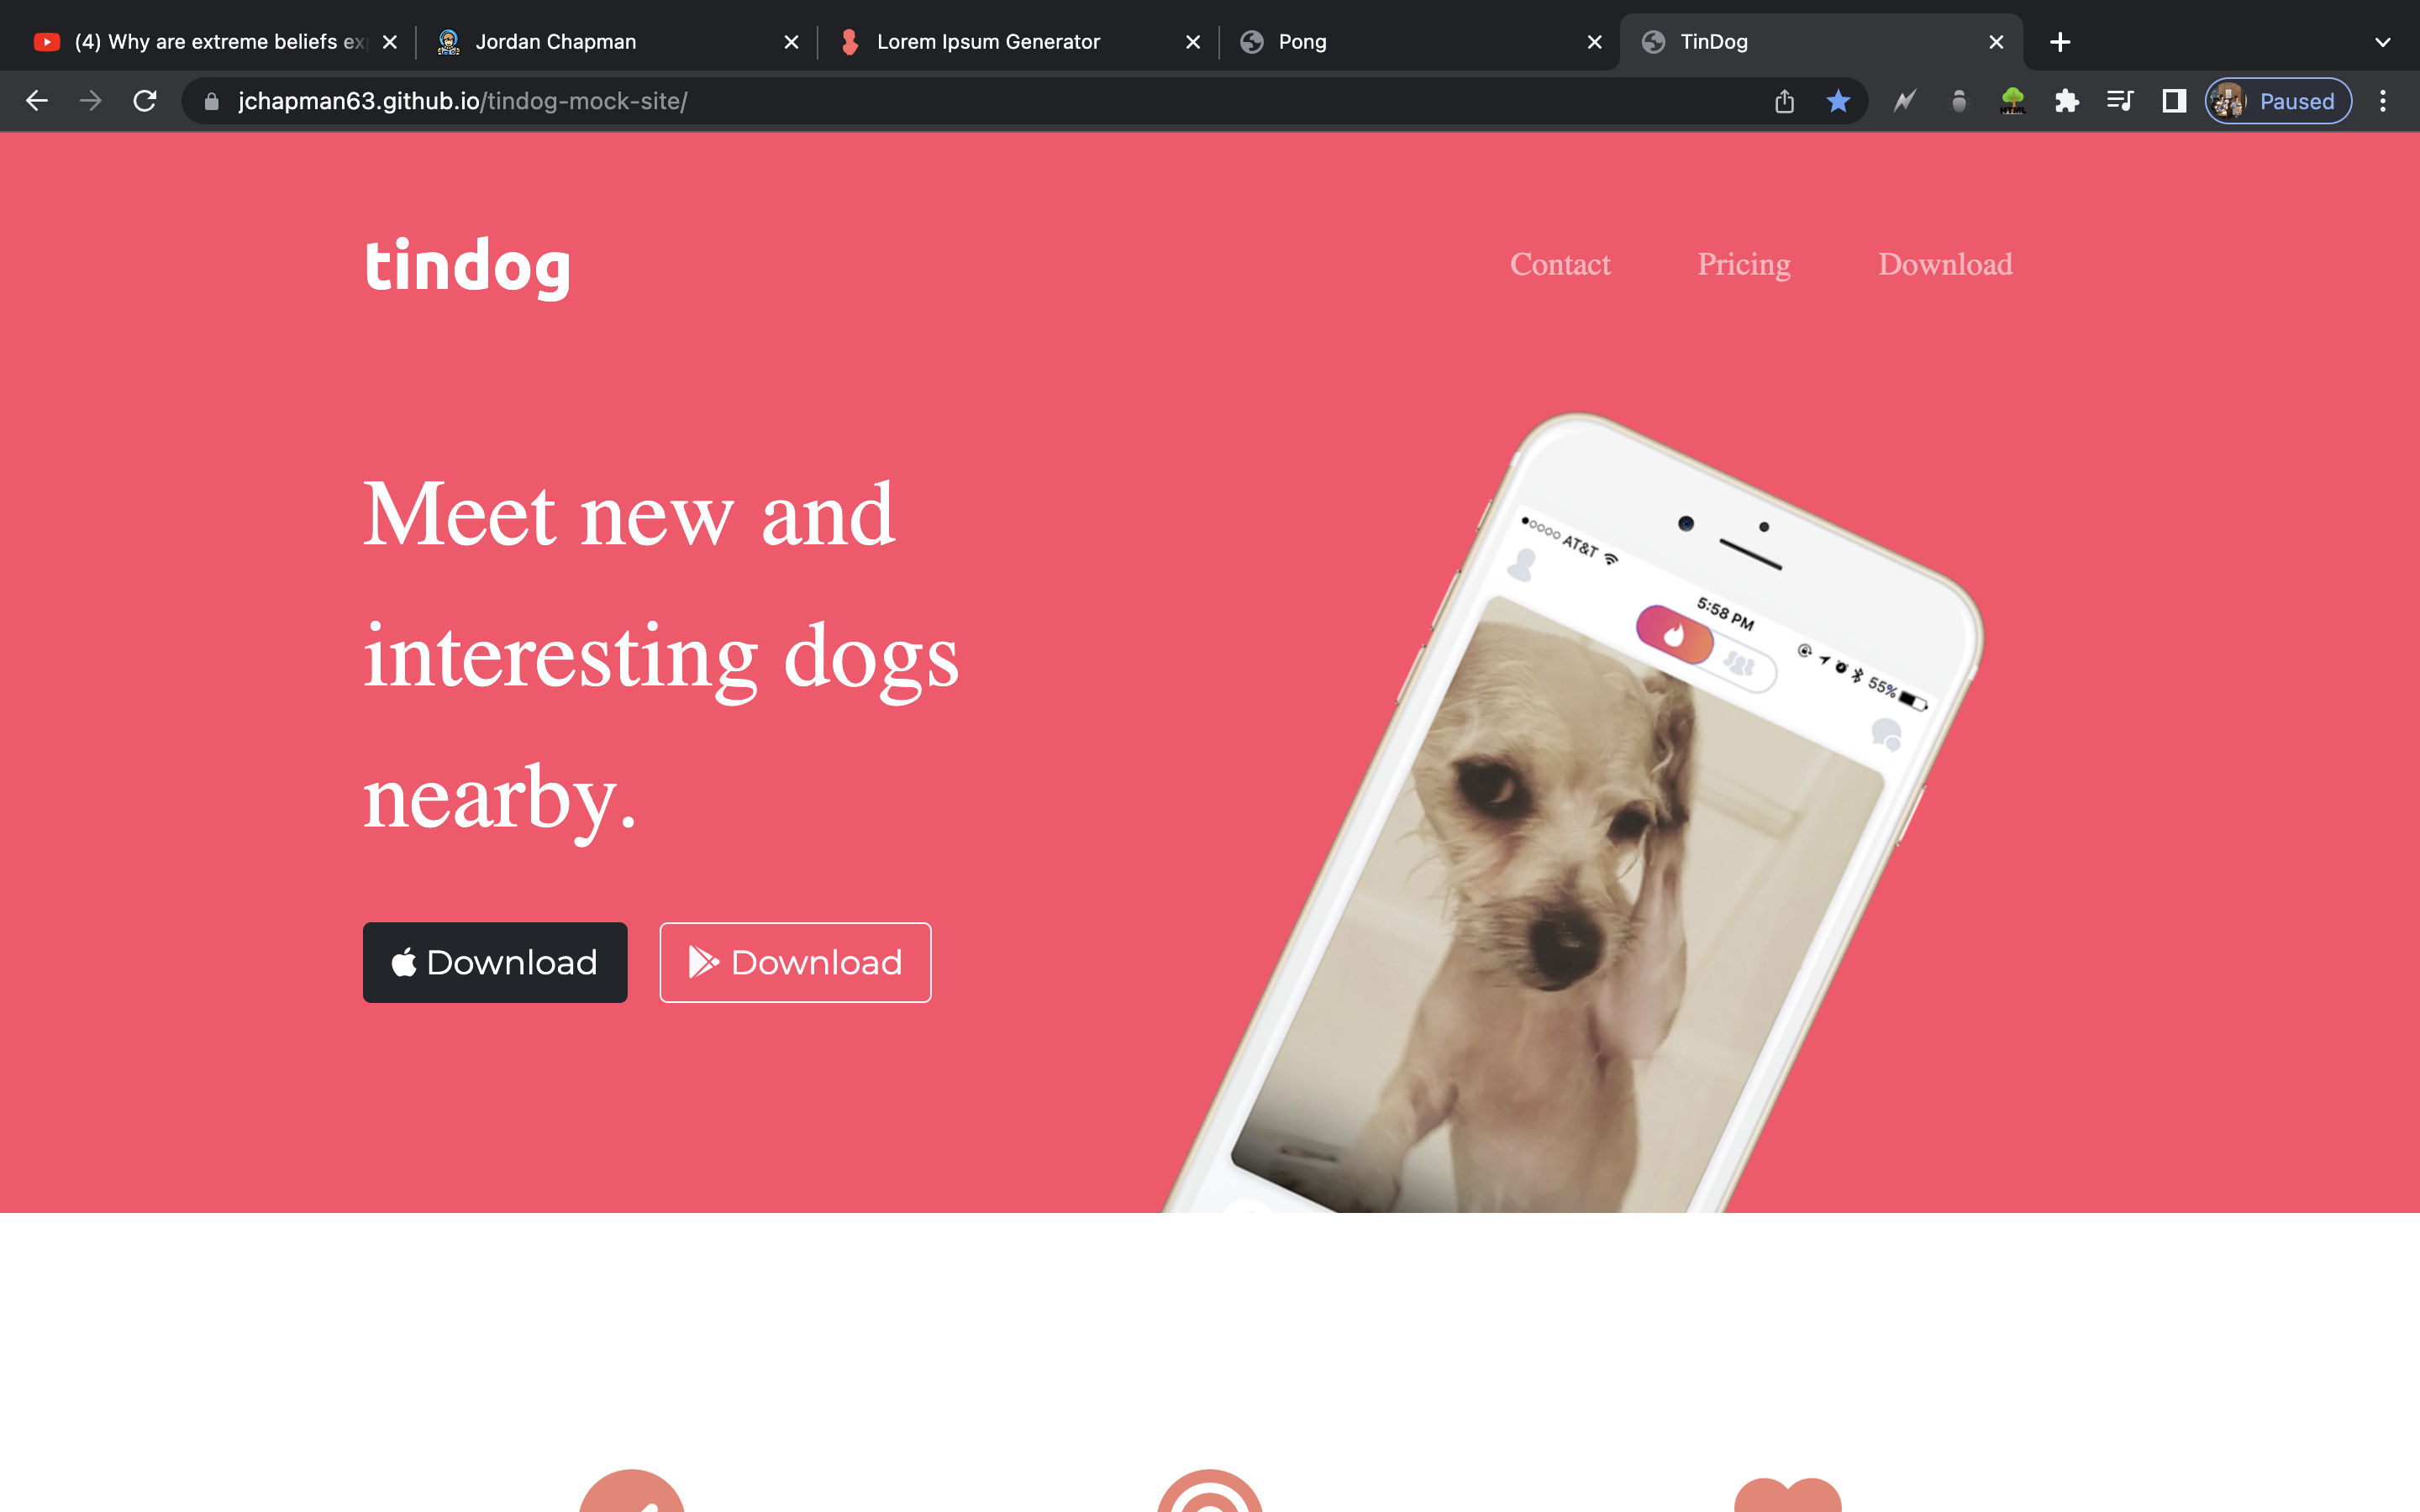 (4) Why are extreme beliefs ex
Jordan Chapman
Lorem Ipsum Generator
Pong
TinDog
jchapman63.github.io/tindog-mock-site/
HTML
Paused
tindog
Contact
Pricing
Download
Meet new and
interesting dogs
nearby.
Download
Download
AT&T
5:58 PM
55%